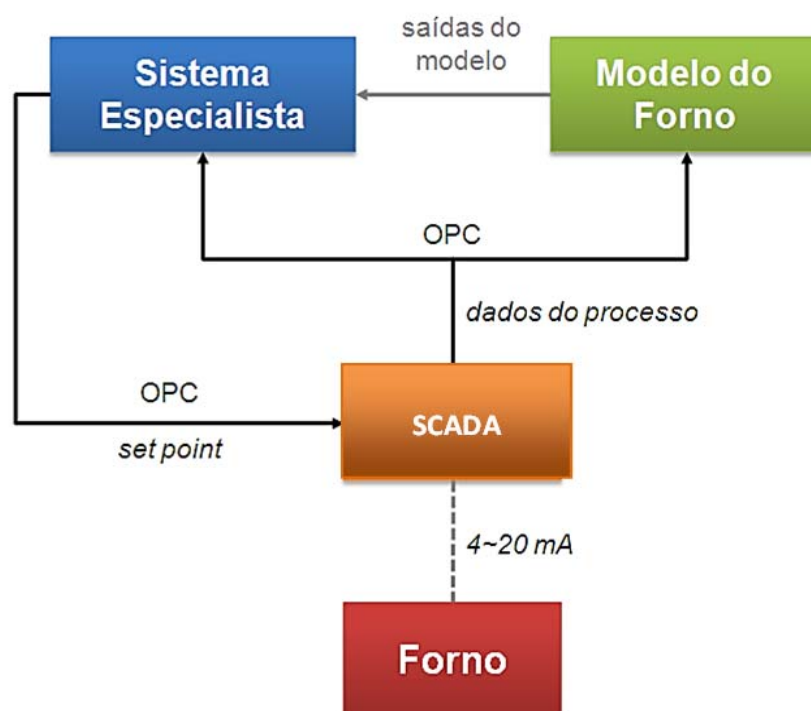 saídas do
modelo
Sistema
Especialista
Modelo do
Forno
OPC
dados do processo
OPC
set point
SCADA
4~20 mA
Forno